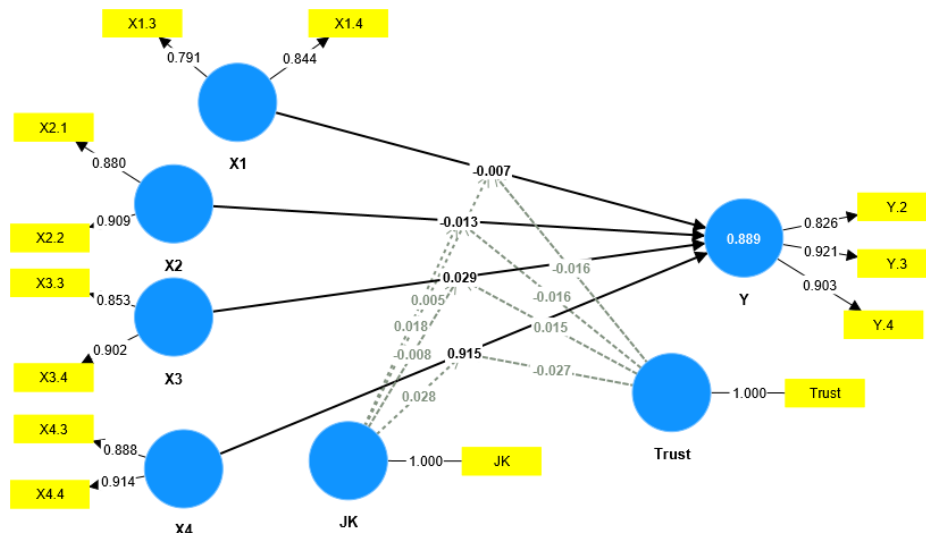 X1.3
X1.4
0.791
0.844
X1
X2.1
0.880
0.909
X2.2
X2
X3.3
0.853
0.902
X3.4
X3
X4.3
0.888
0.914
X4.4
X4
-0.007
-0.013
0.029
0.915
0.005
0.018
-0.008
0.028
-0.016
-0.016
0.015
-0.027
JK
1.000
JK
Trust
1.000
Trust
0.889
Y
0.826
Y.2
0.921
Y.3
0.903
Y.4